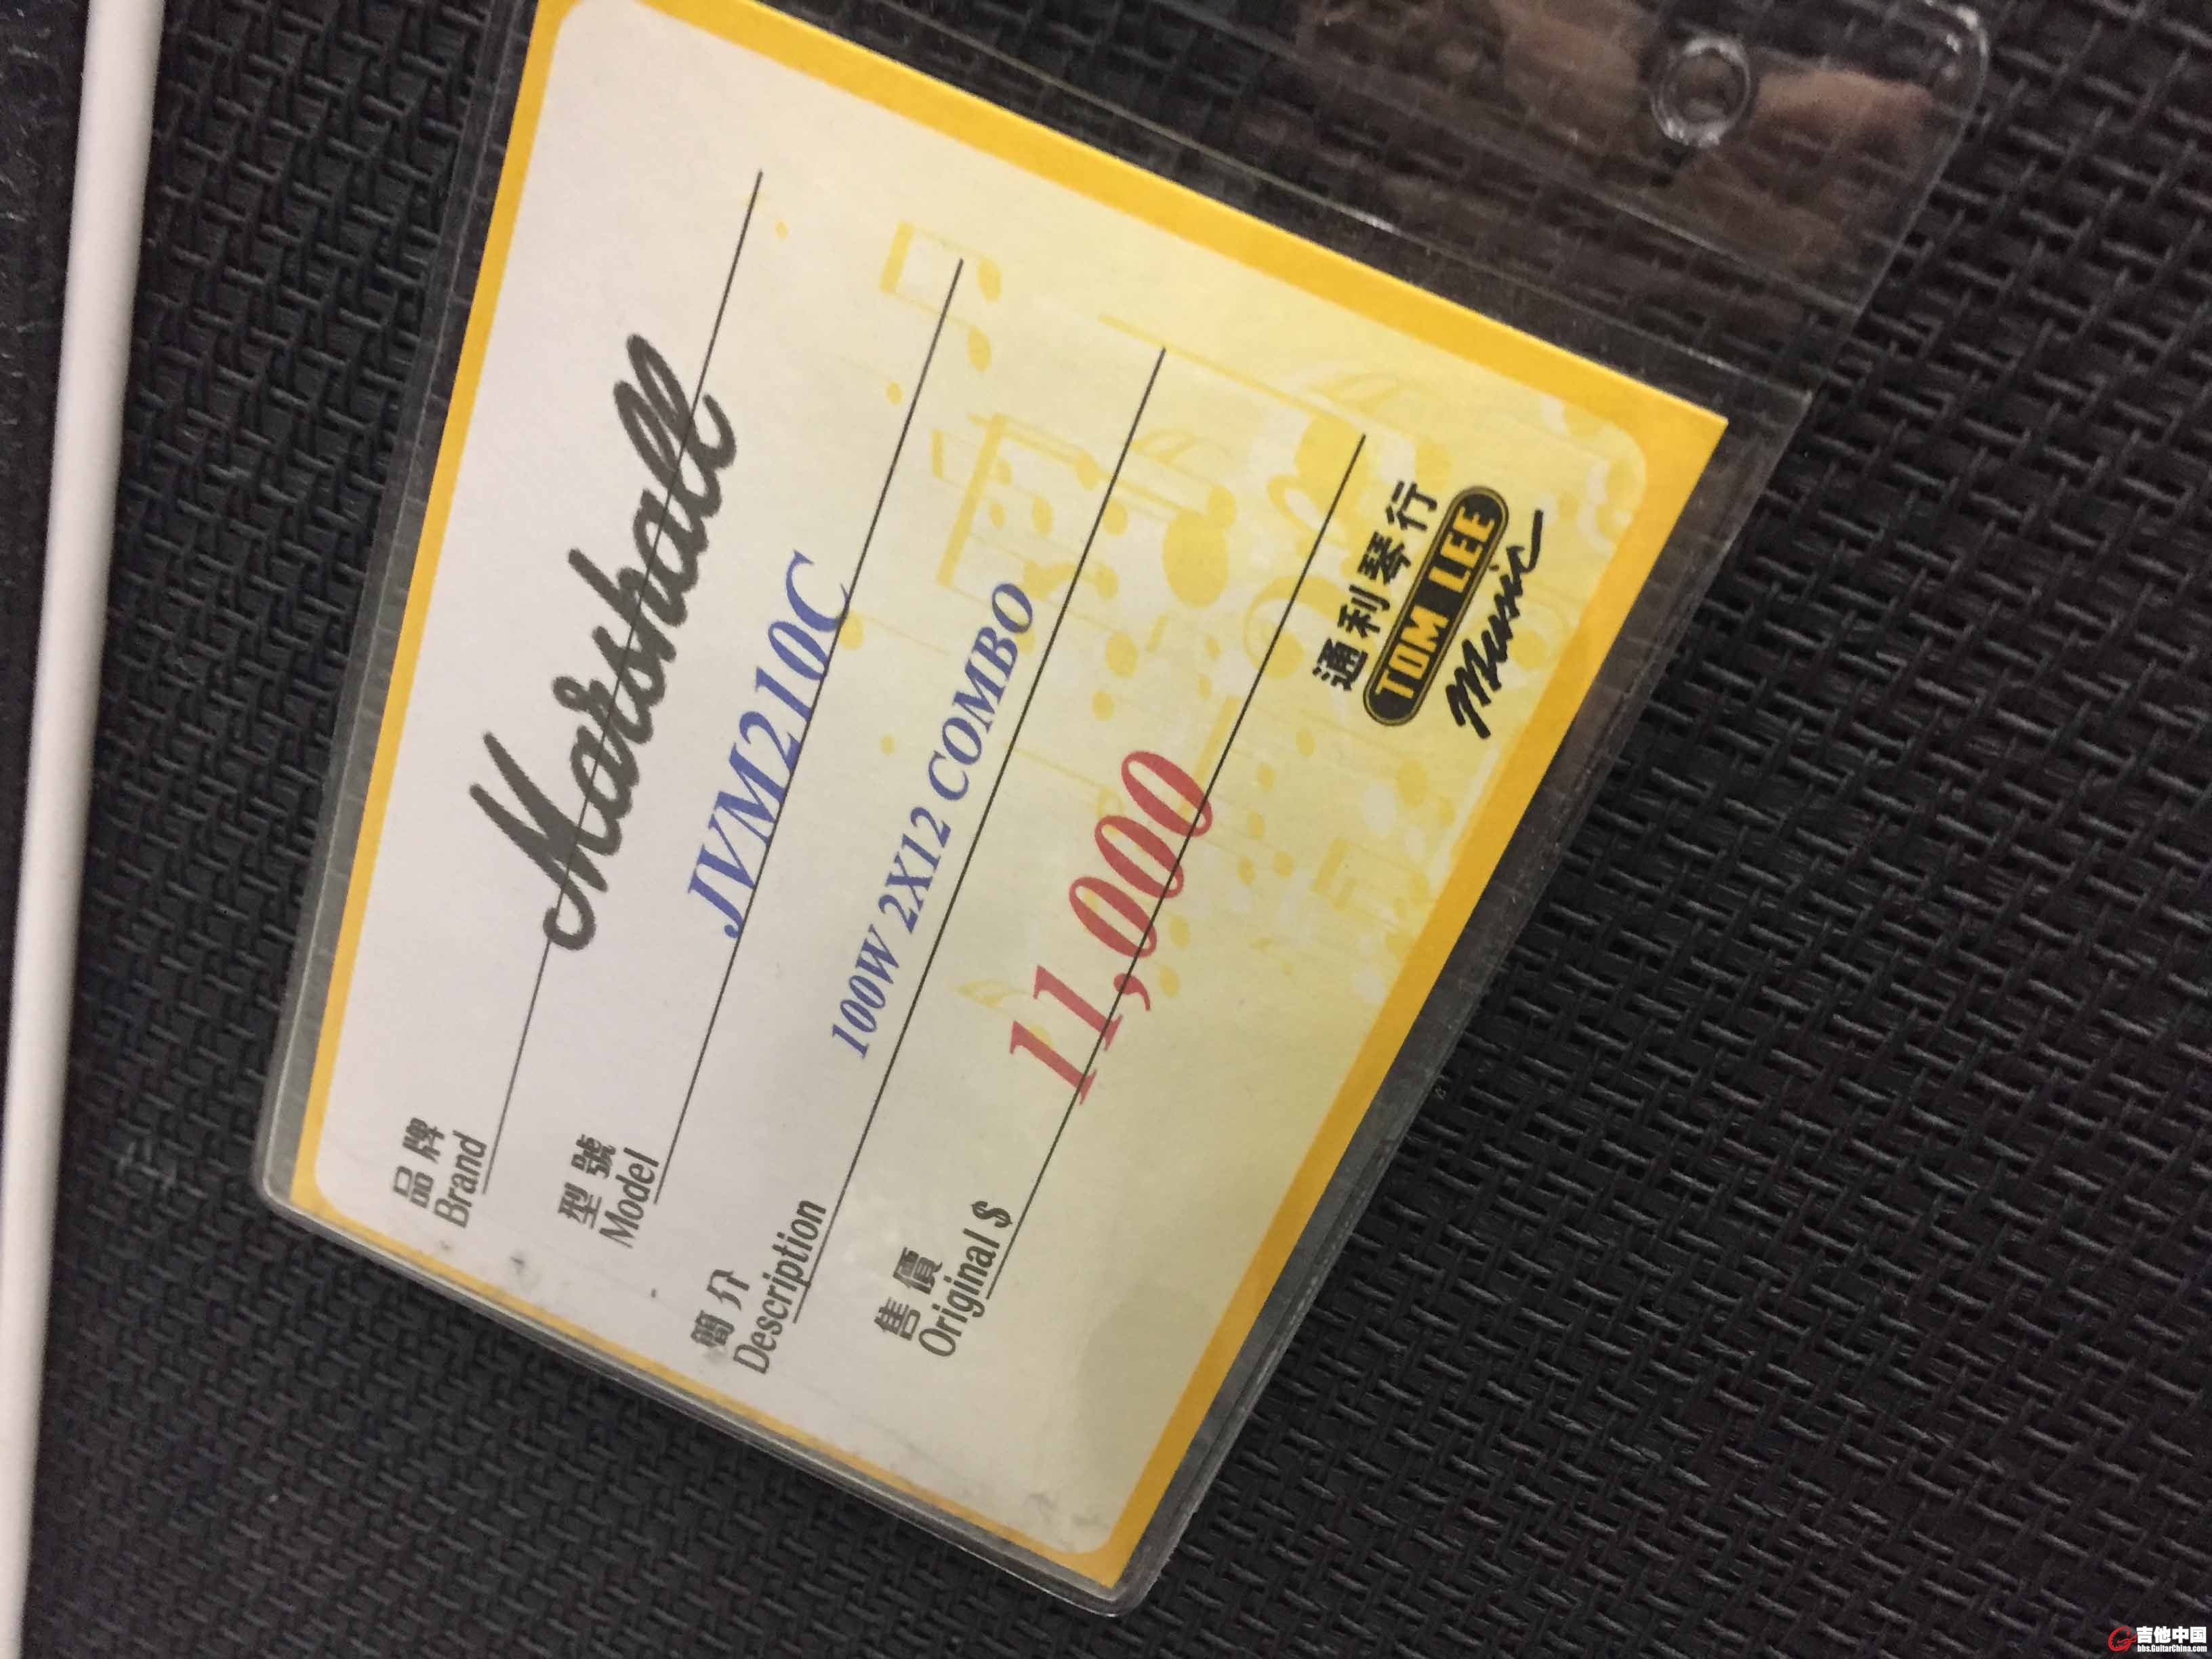 品牌
Brand
Marshall
型號
Model
JVM210C
簡介
Description
100W 2X12 COMBO
售價
Original $
11,000
通利琴行
TOM LEE
Music
吉他中国
bbs.GuitarChina.com